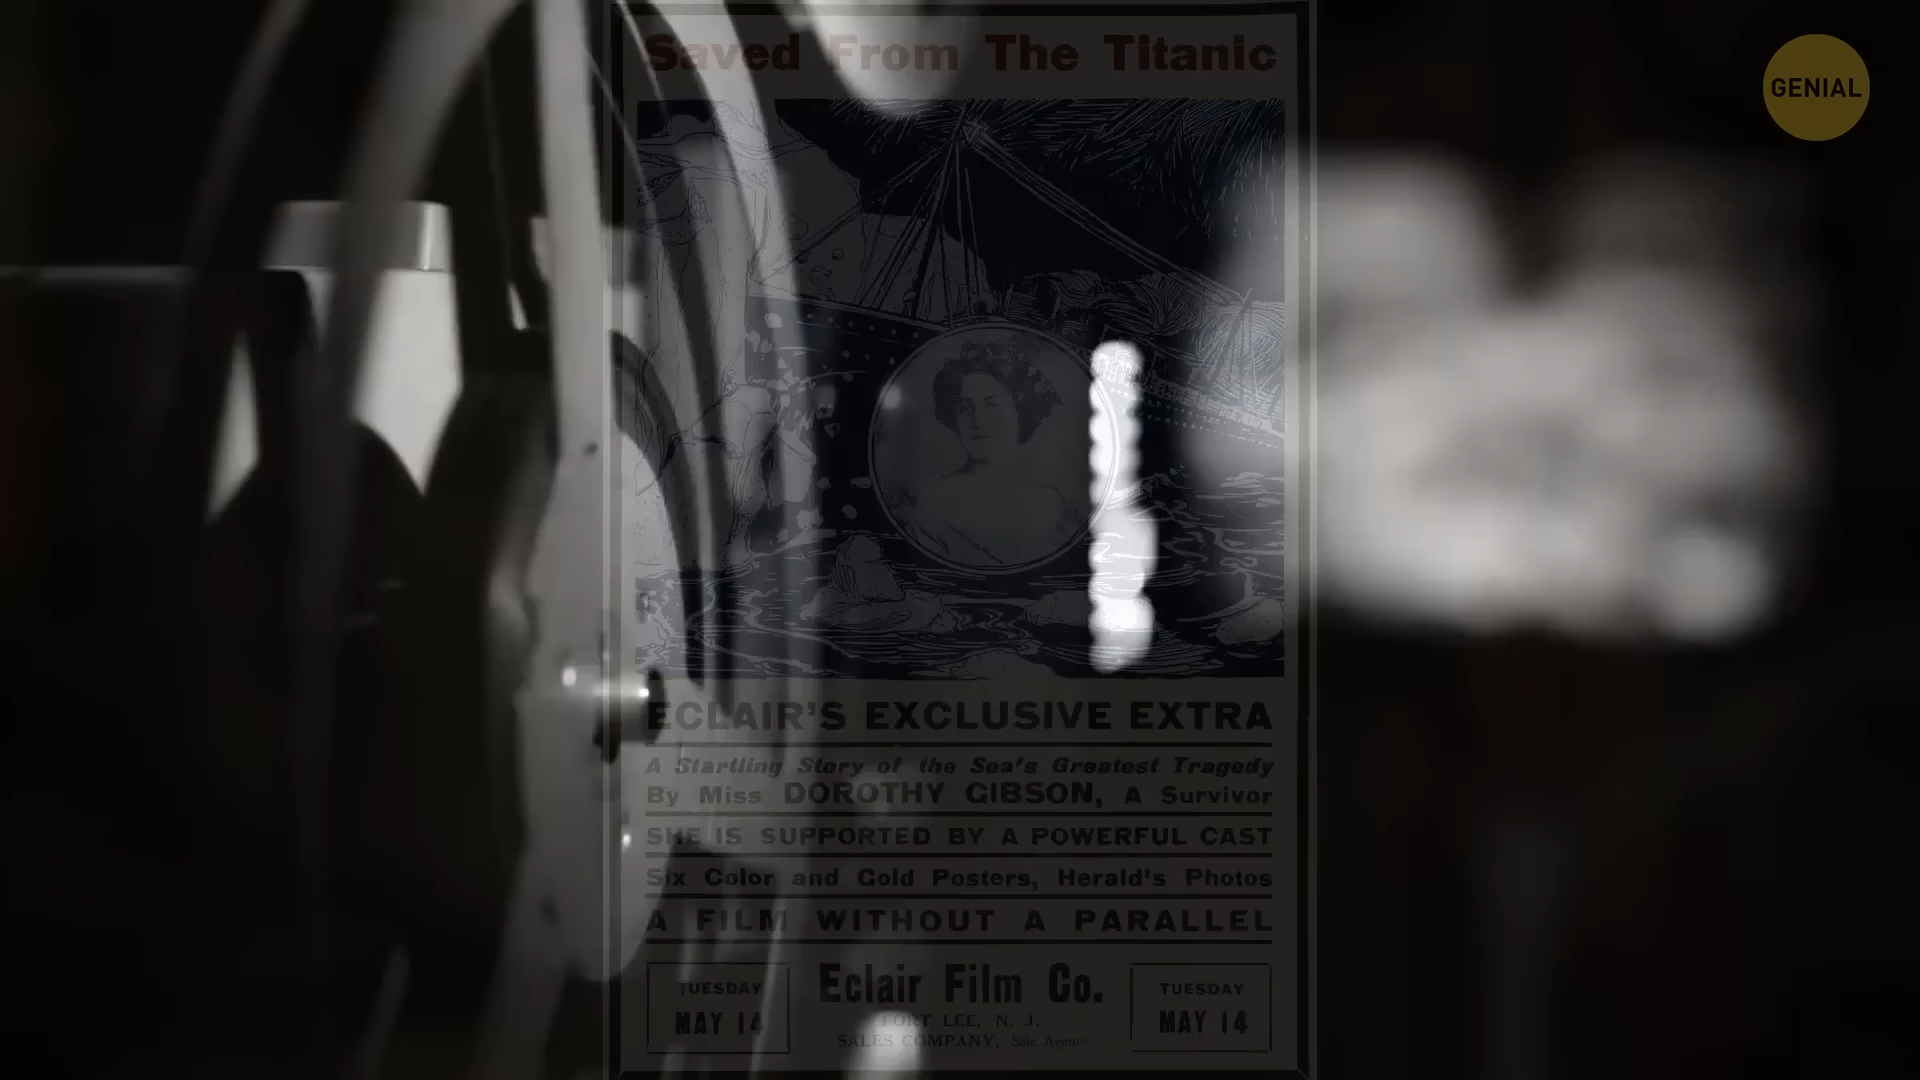 Saved From The Titanic
GENIAL
ECLAIR'S EXCLUSIVE EXTRA
A Startling Story of the Sea's Greatest Tragedy
By Miss DOROTHY GIBSON, A Survivor
SHE IS SUPPORTED BY A POWERFUL CAST
Six Color and Gold Posters, Herald's Photos
A FILM WITHOUT A PARALLEL
TUESDAY
MAY 14
Eclair Film Co.
FORT LEE, N. J.
SALES COMPANY, Sole Agents
TUESDAY
MAY 14